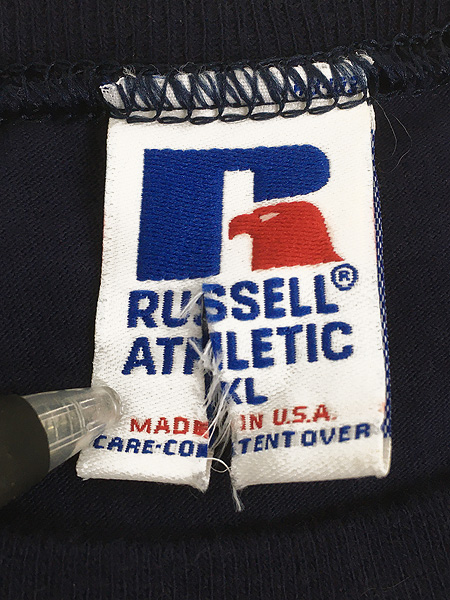 RUSSELL®
ATHLETIC
XL
MADE IN U.S.A.
CARE-CONTENT OVER